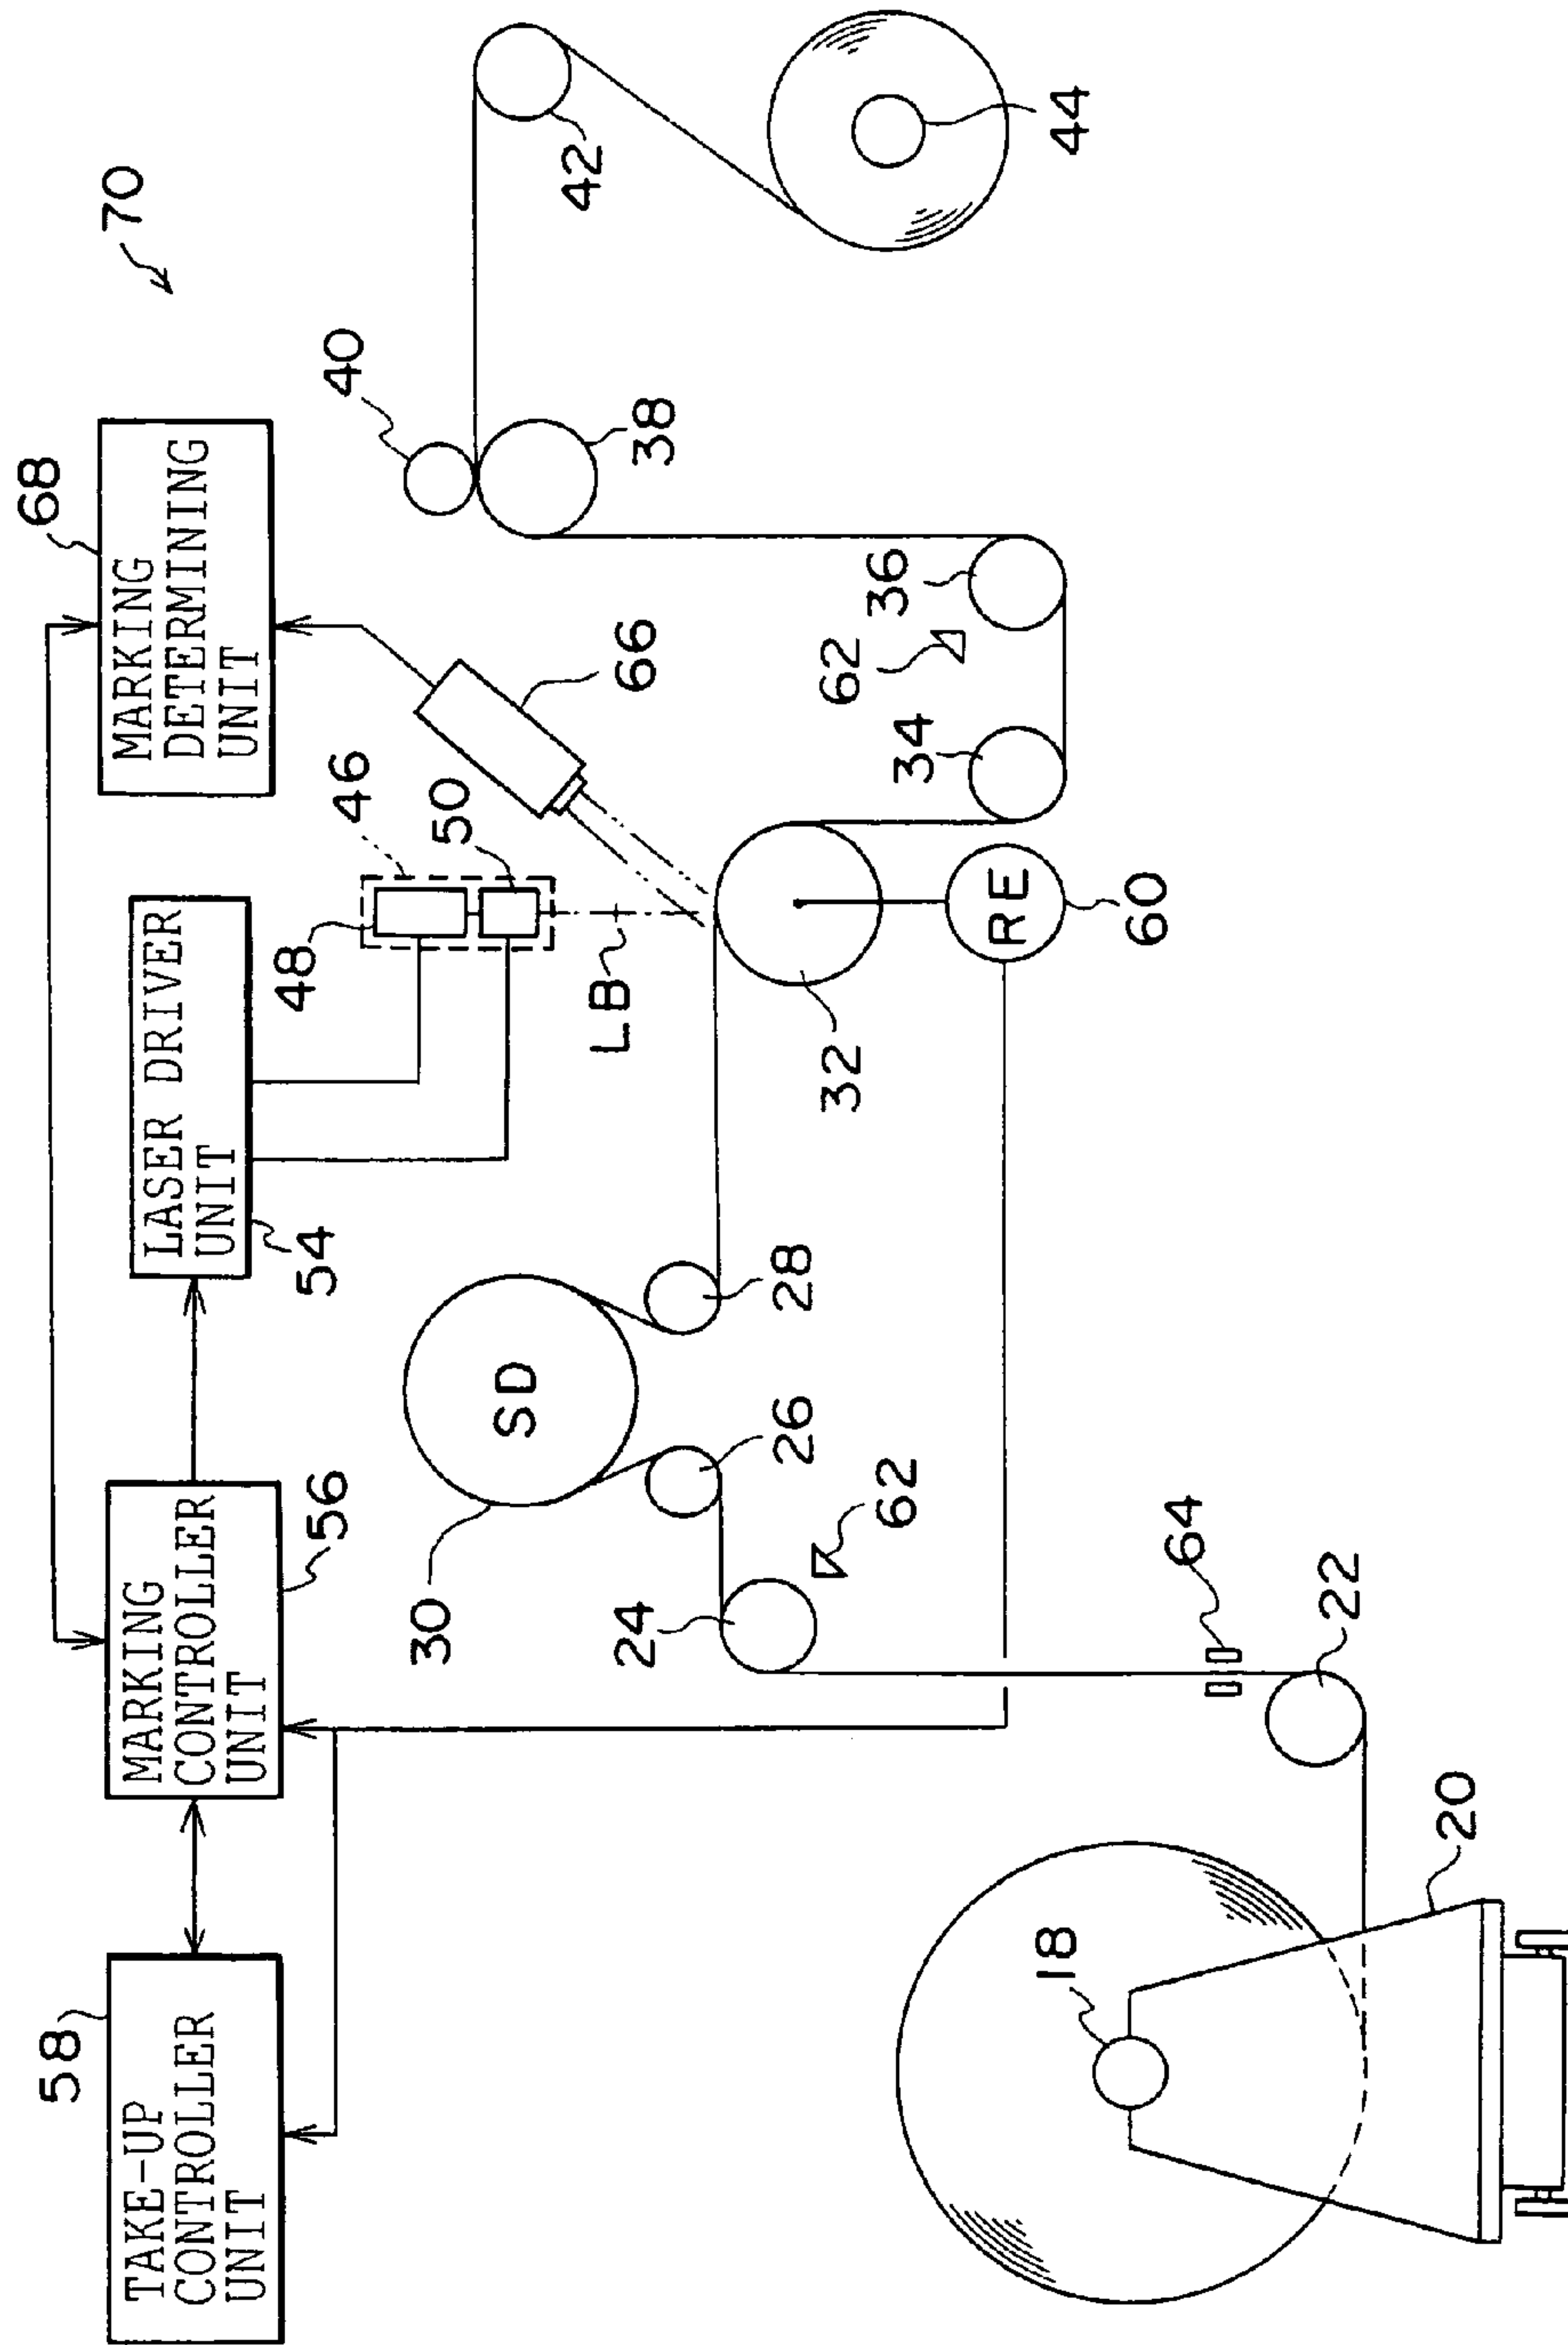 70
TAKE-UP
CONTROLLER
UNIT
58
MARKING
CONTROLLER
UNIT
56
LASER DRIVER
UNIT
54
MARKING
DETERMINING
UNIT
68
46
48
50
LB
66
40
38
42
44
30
SD
26
28
24
62
32
RE
60
34
62
36
64
22
18
20